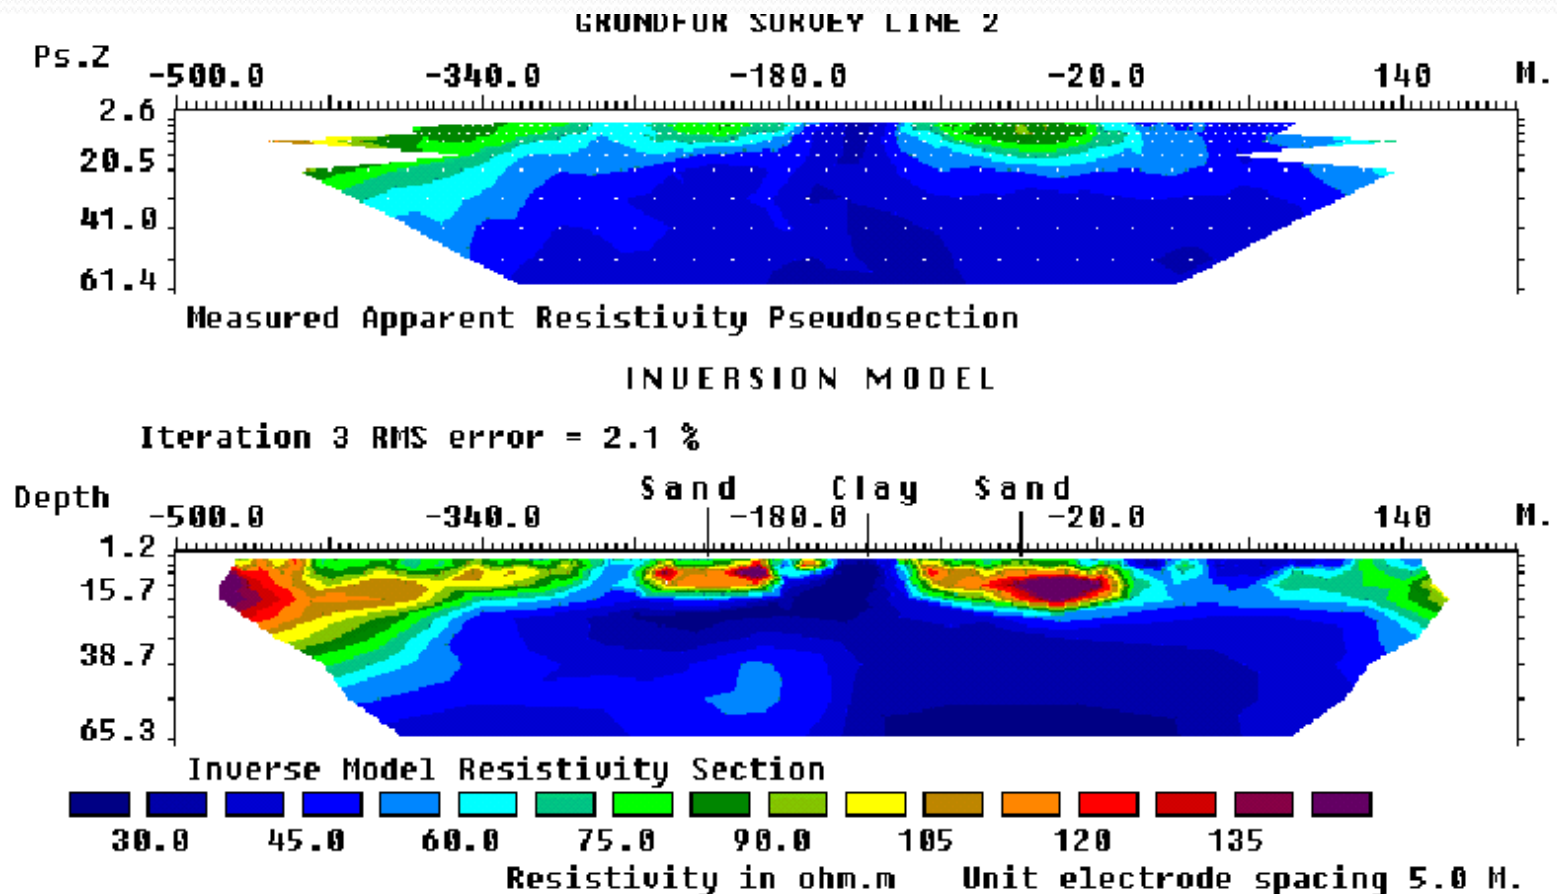 GRUNDFOR SURVEY LINE 2
Ps.Z -500.0 -340.0 -180.0 -20.0 140 M.
2.6
20.5
41.0
61.4
Measured Apparent Resistivity Pseudosection
INVERSION MODEL
Iteration 3 RMS error = 2.1 %
Sand Clay Sand
Depth -500.0 -340.0 -180.0 -20.0 140 M.
1.2
15.7
38.7
65.3
Inverse Model Resistivity Section
30.0 45.0 60.0 75.0 90.0 105 120 135
Resistivity in ohm.m Unit electrode spacing 5.0 M.